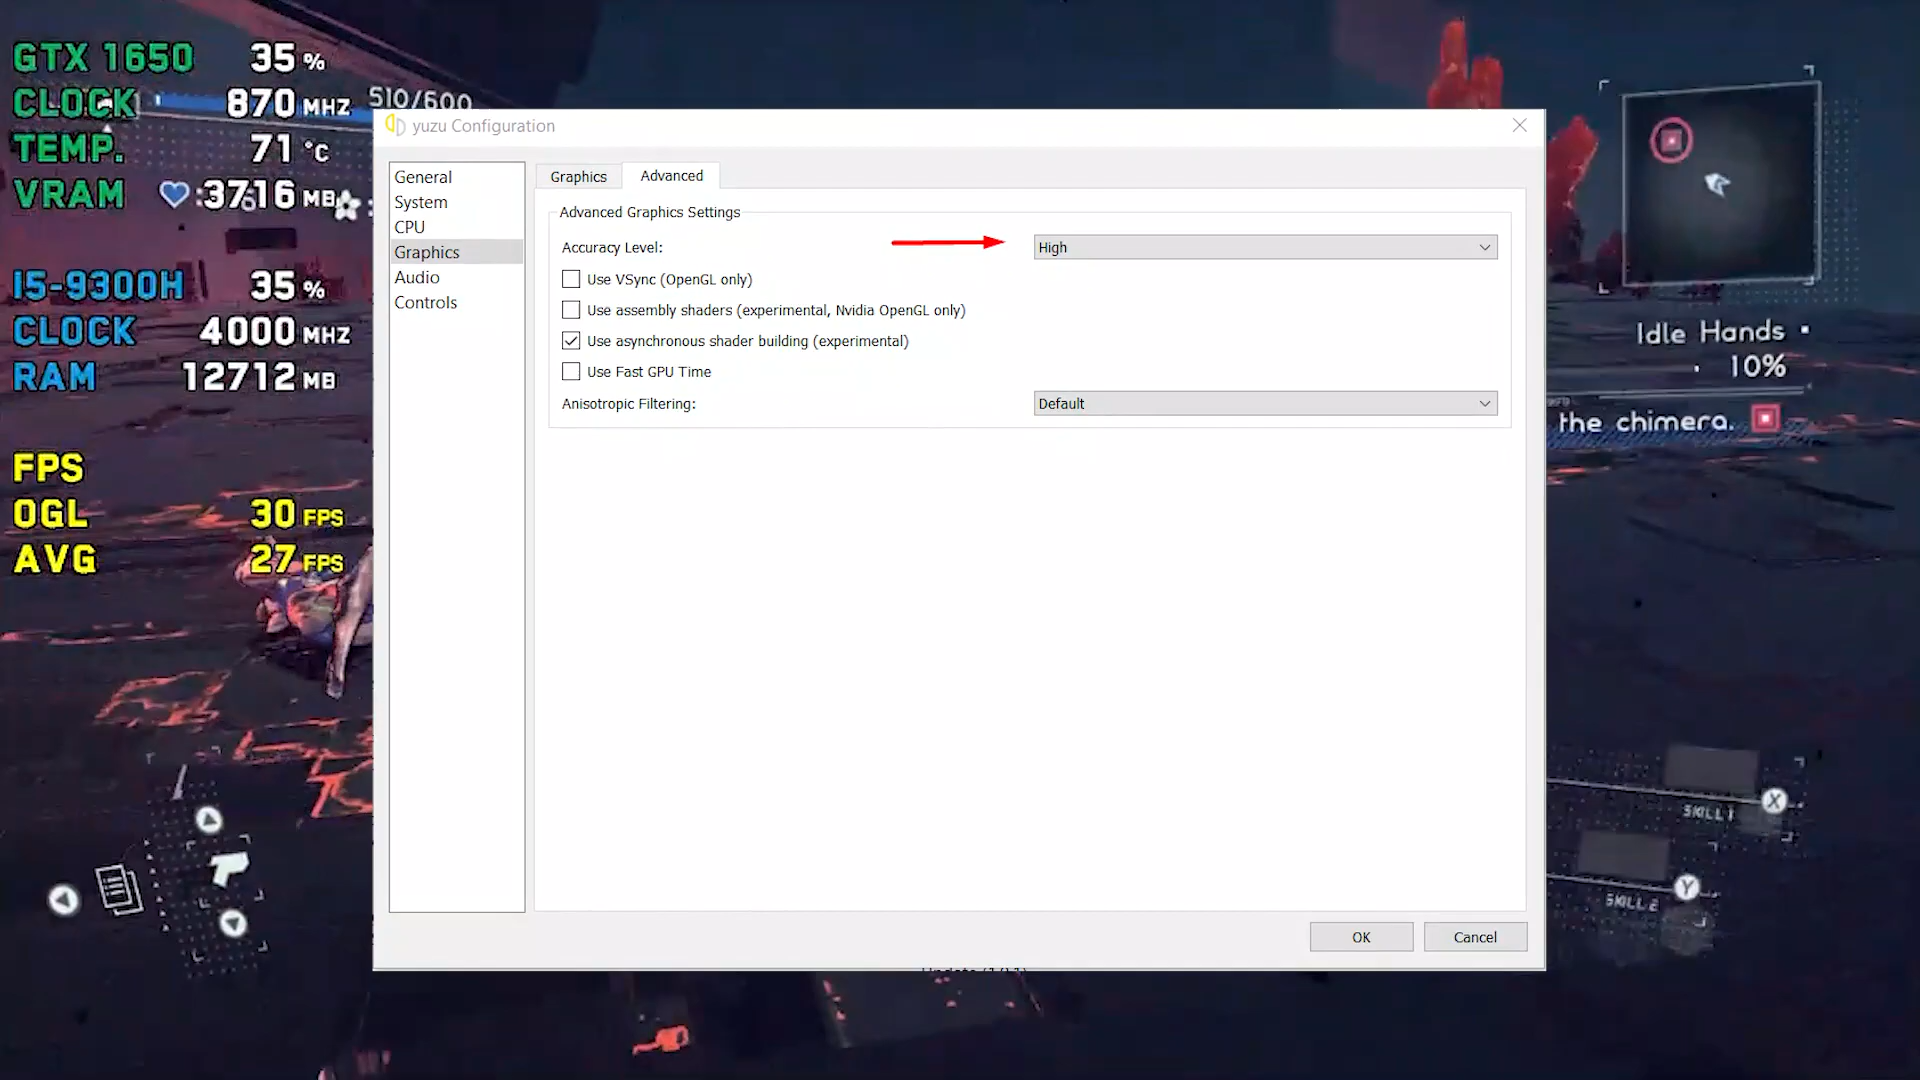 GTX 1650 35 %
CLOCK 870 MHZ
510/600
TEMP. 71 °C
VRAM :3716 MB
I5-9300H 35 %
CLOCK 4000 MHZ
RAM 12712 MB
FPS
OGL 30 FPS
AVG 27 FPS
yuzu Configuration
General
System
CPU
Graphics
Audio
Controls
Graphics Advanced
Advanced Graphics Settings
Accuracy Level: High
Use VSync (OpenGL only)
Use assembly shaders (experimental, Nvidia OpenGL only)
Use asynchronous shader building (experimental)
Use Fast GPU Time
Anisotropic Filtering: Default
OK Cancel
Idle Hands
10%
the chimera.
SKILL 1
X
SKILL 2
Y